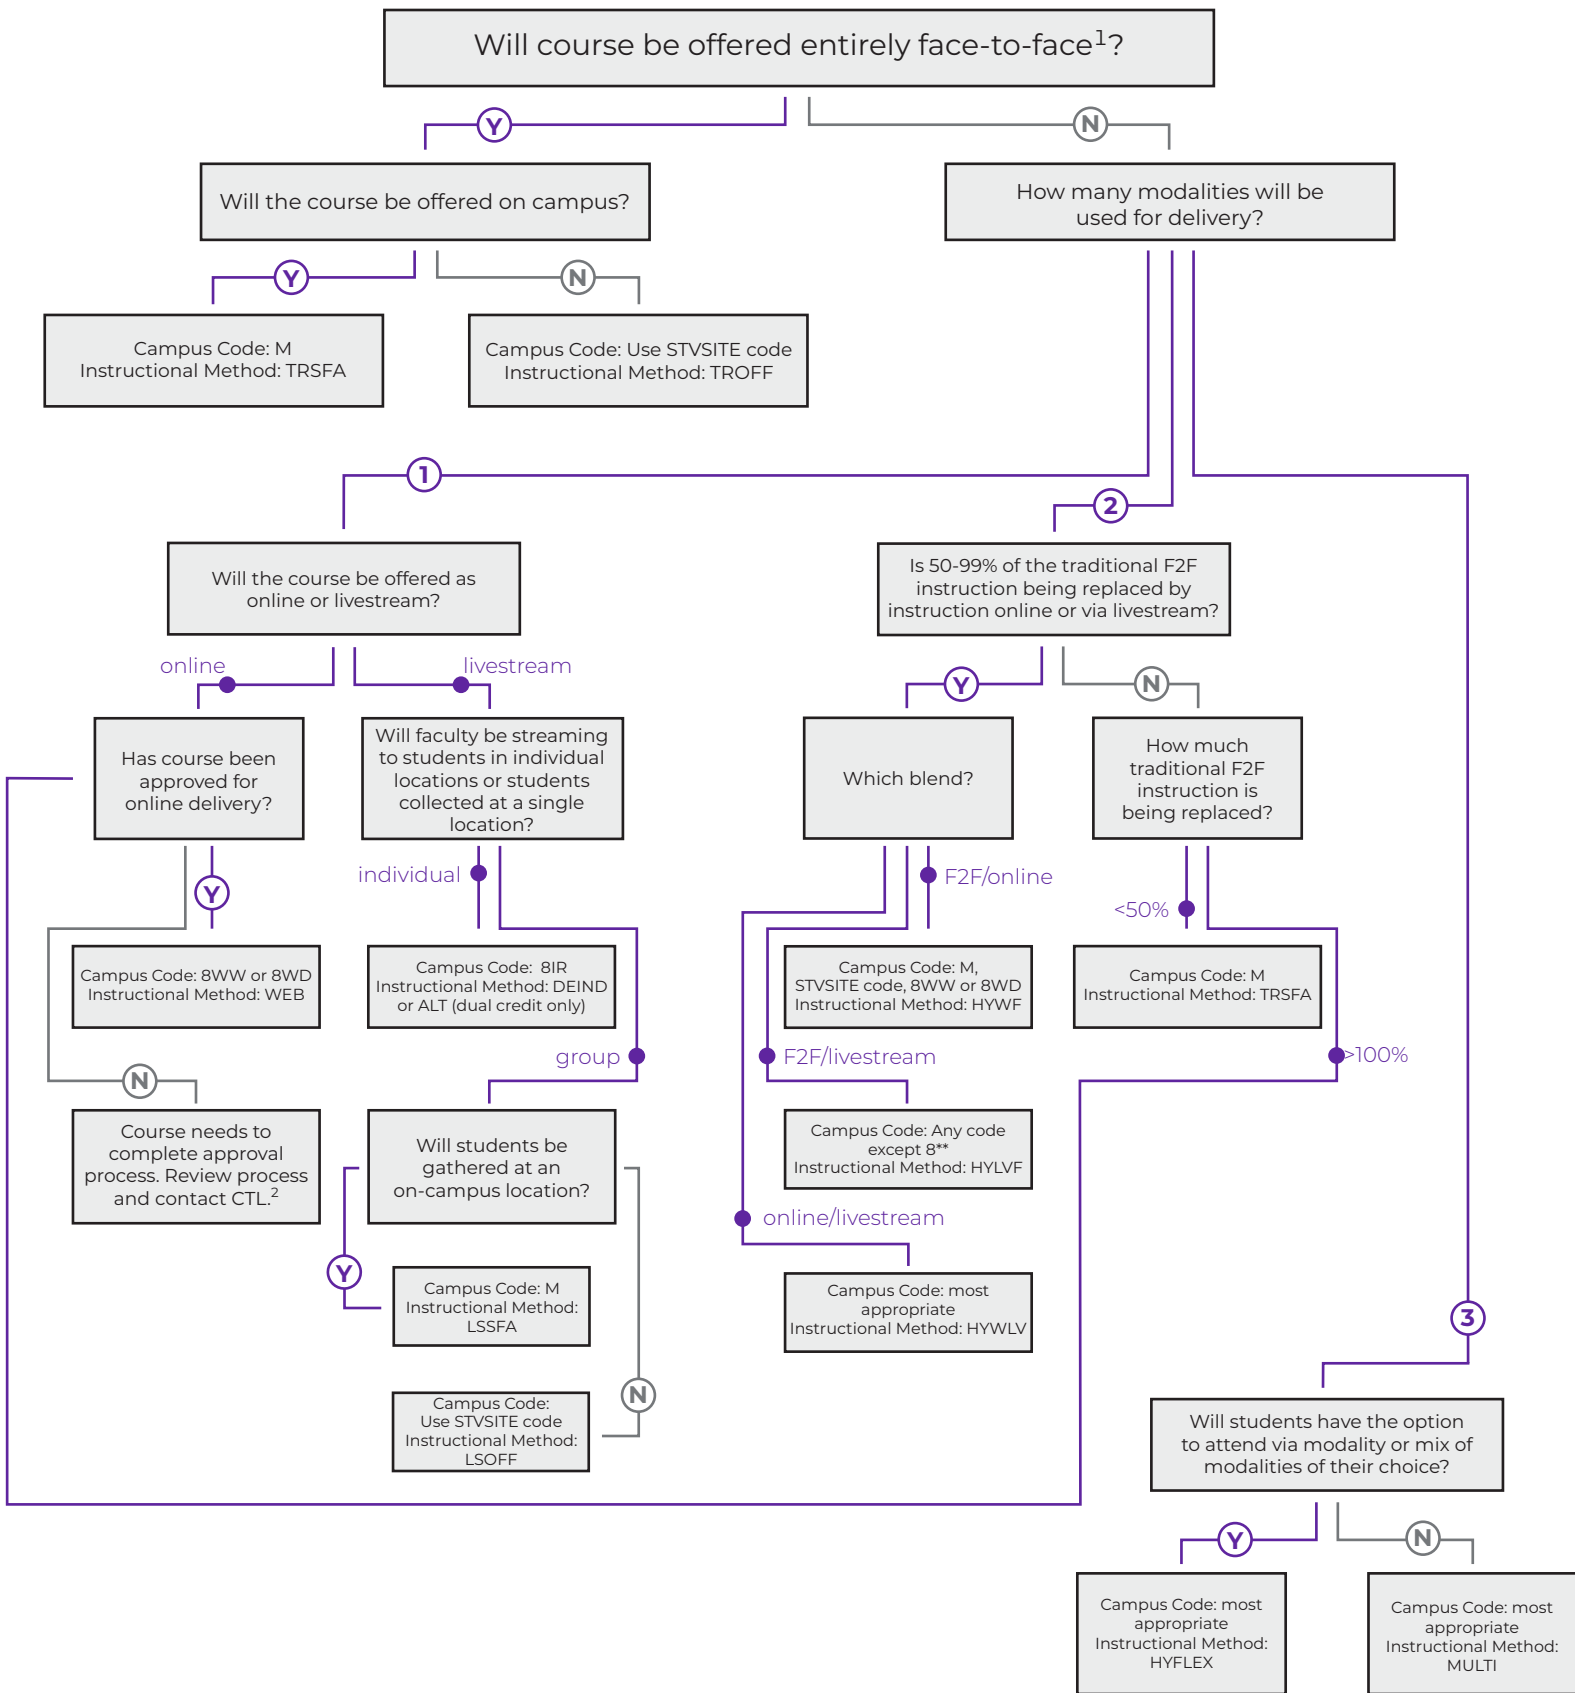 Will course be offered entirely face-to-face¹?
Y
N
Will the course be offered on campus?
How many modalities will be
used for delivery?
Y
N
Campus Code: M
Instructional Method: TRSFA
Campus Code: Use STVSITE code
Instructional Method: TROFF
1
2
Will the course be offered as
online or livestream?
Is 50-99% of the traditional F2F
instruction being replaced by
instruction online or via livestream?
online
livestream
Y
N
Has course been
approved for
online delivery?
Will faculty be streaming
to students in individual
locations or students
collected at a single
location?
Which blend?
How much
traditional F2F
instruction is
being replaced?
Y
individual
F2F/online
<50%
Campus Code: 8WW or 8WD
Instructional Method: WEB
Campus Code: 8IR
Instructional Method: DEIND
or ALT (dual credit only)
Campus Code: M,
STVSITE code, 8WW or 8WD
Instructional Method: HYWF
Campus Code: M
Instructional Method: TRSFA
group
F2F/livestream
>100%
N
Course needs to
complete approval
process. Review process
and contact CTL.²
Will students be
gathered at an
on-campus location?
Campus Code: Any code
except 8**
Instructional Method: HYLVF
online/livestream
Y
Campus Code: M
Instructional Method:
LSSFA
Campus Code: most
appropriate
Instructional Method: HYWLV
3
N
Campus Code:
Use STVSITE code
Instructional Method:
LSOFF
Will students have the option
to attend via modality or mix of
modalities of their choice?
Y
N
Campus Code: most
appropriate
Instructional Method:
HYFLEX
Campus Code: most
appropriate
Instructional Method:
MULTI